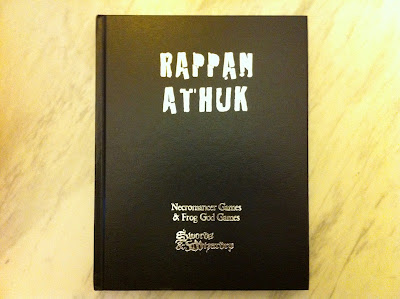 RAPPAN
ATHUK
Necromancer Games
& Frog God Games
Swords
& Wizardry